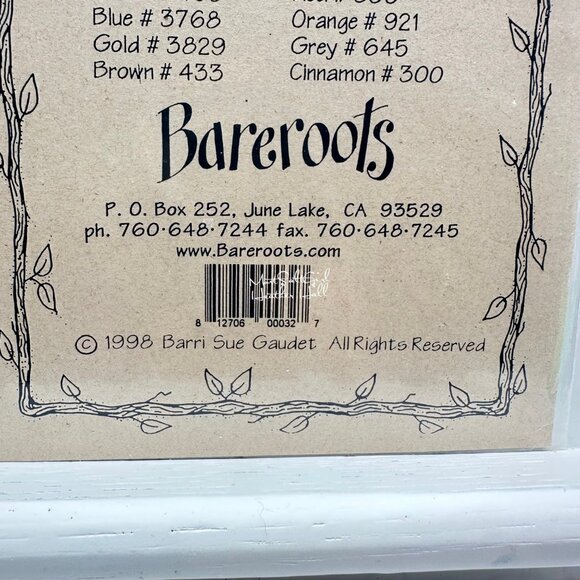 Blue # 3768
Orange # 921
Gold # 3829
Grey # 645
Brown # 433
Cinnamon # 300
Bareroots
P. O. Box 252, June Lake, CA 93529
ph. 760·648·7244 fax. 760·648·7245
www.Bareroots.com
8 12706 00032 7
© 1998 Barri Sue Gaudet All Rights Reserved